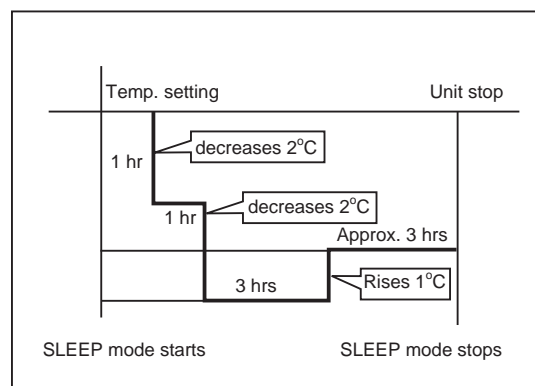 Temp. setting
Unit stop
decreases 2°C
1 hr
decreases 2°C
1 hr
Approx. 3 hrs
3 hrs
Rises 1°C
SLEEP mode starts
SLEEP mode stops